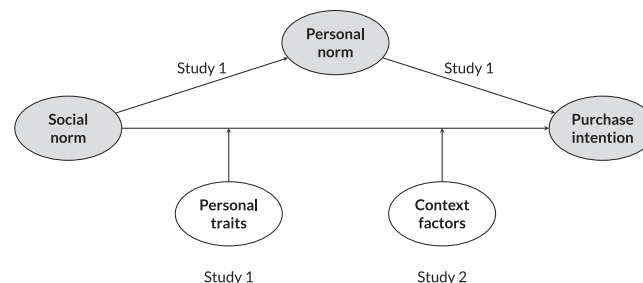 Personal
norm
Study 1
Study 1
Social
norm
Purchase
intention
Personal
traits
Context
factors
Study 1
Study 2